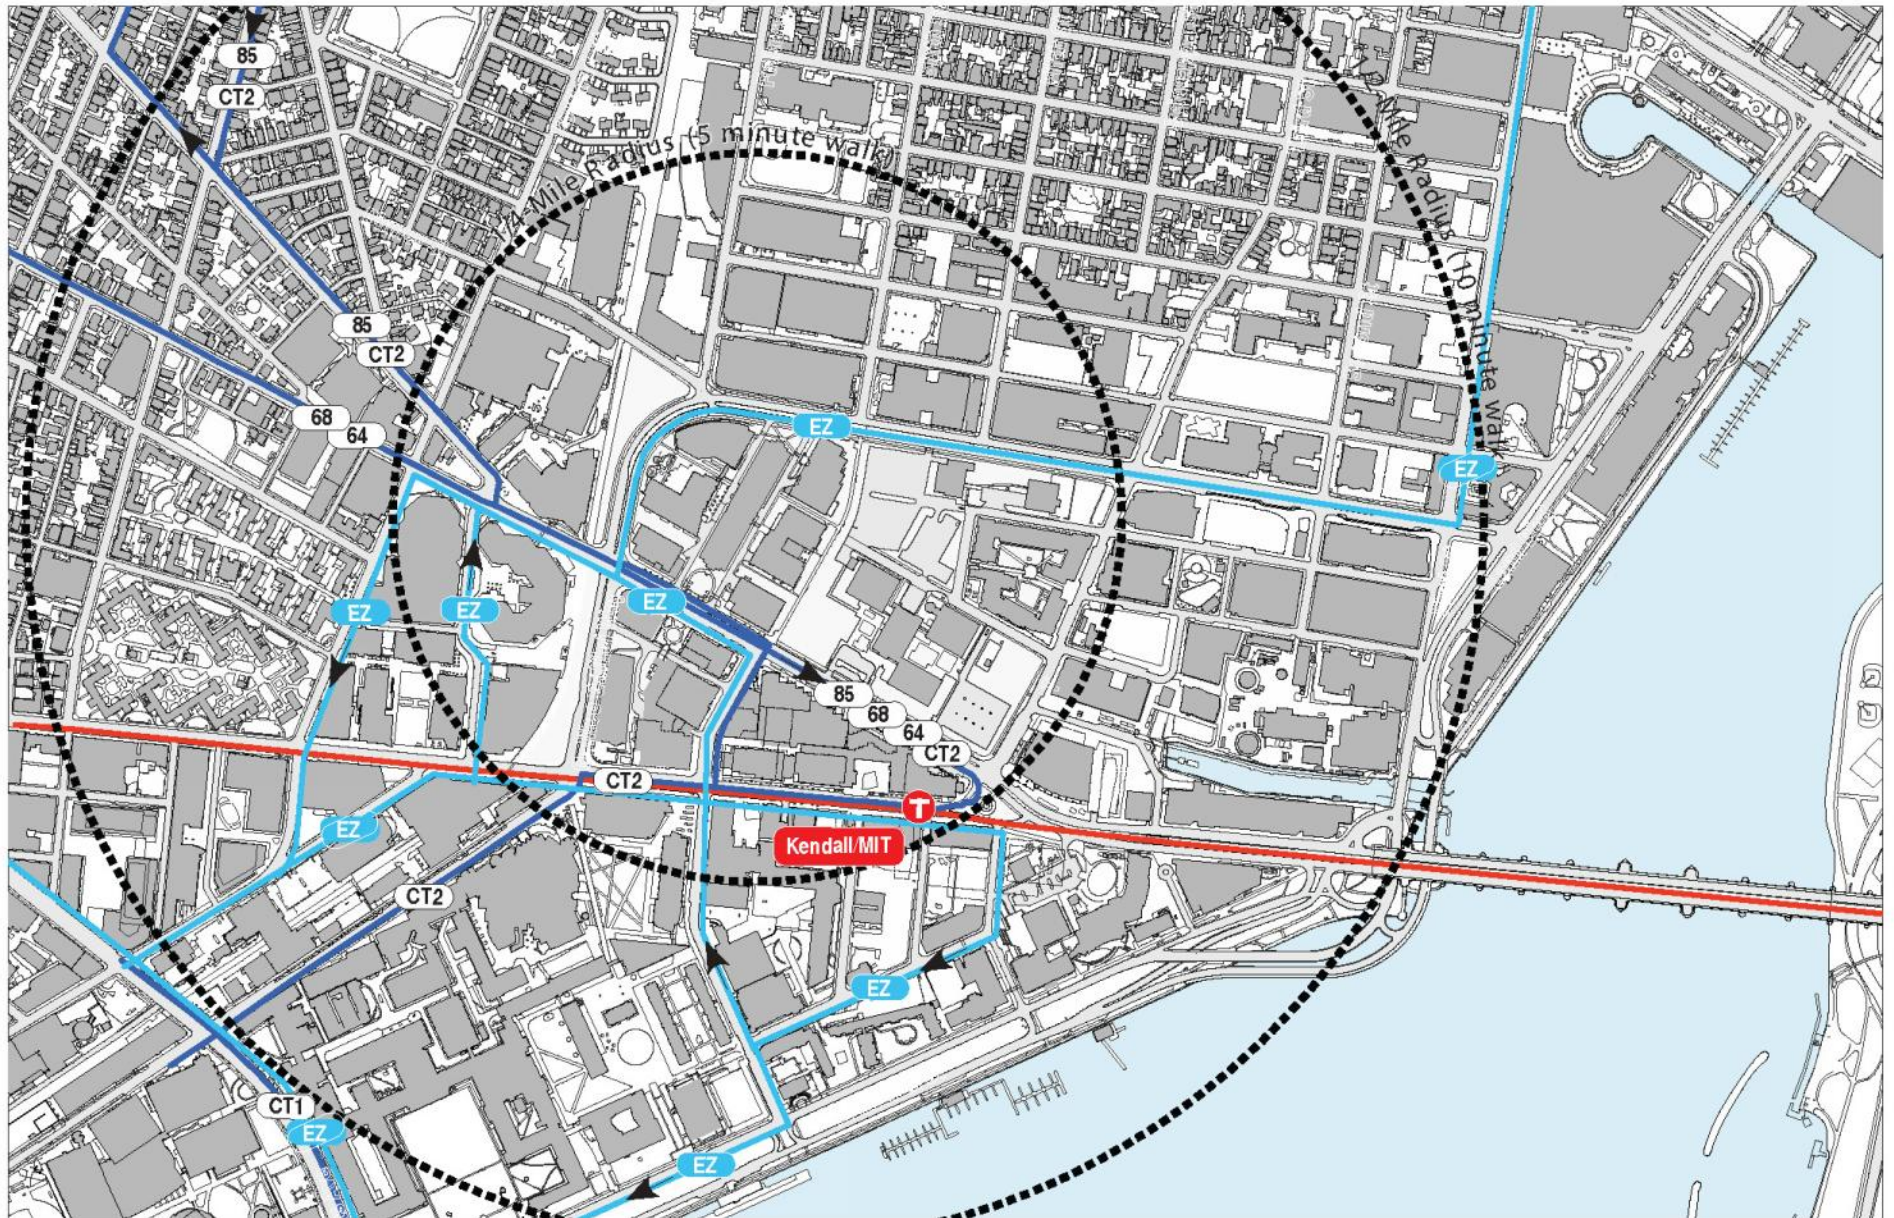 85
CT2
1/4-Mile Radius (5 minute walk)
1/2 Mile Radius (10 minute walk)
85
CT2
68
64
EZ
EZ
EZ
EZ
EZ
85
68
64
CT2
CT2
Kendall/MIT
T
EZ
CT2
EZ
CT1
EZ
EZ